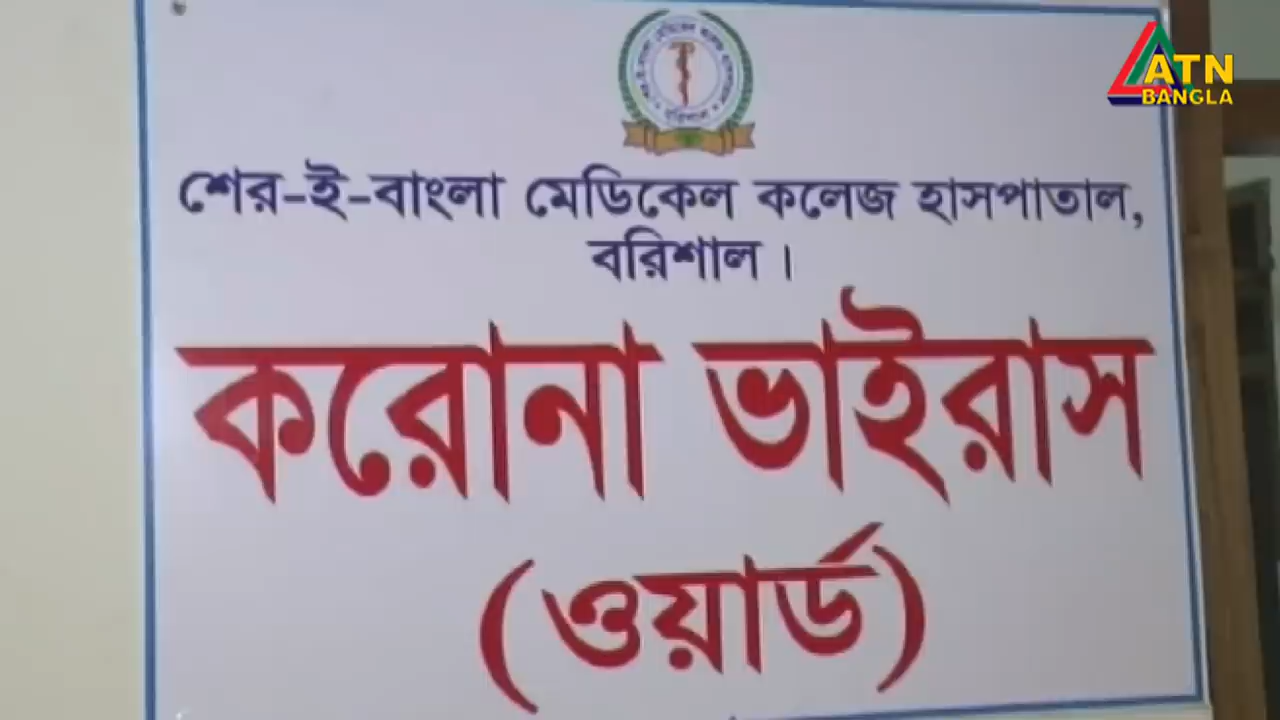 ATN
BANGLA
শের-ই-বাংলা মেডিকেল কলেজ হাসপাতাল,
বরিশাল।
করোনা ভাইরাস
(ওয়ার্ড)